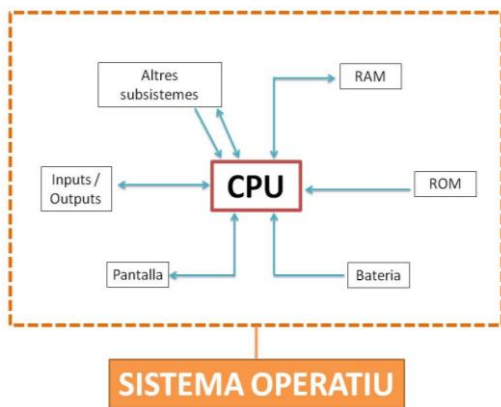 Altres
subsistemes
RAM
Inputs /
Outputs
CPU
ROM
Pantalla
Bateria
SISTEMA OPERATIU